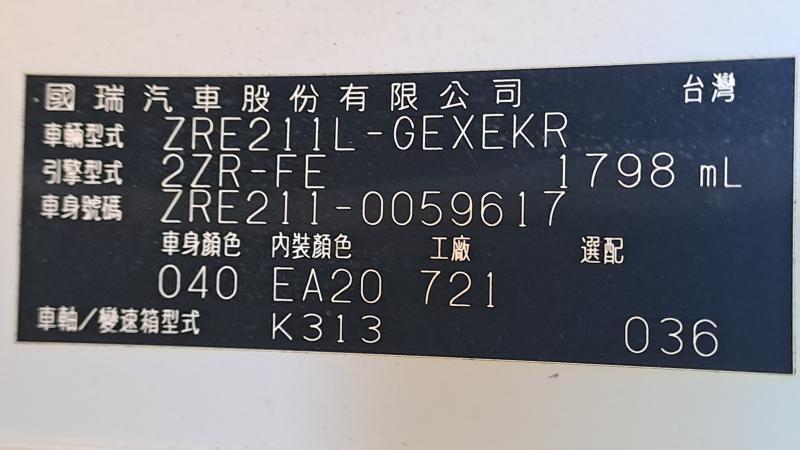 國瑞汽車股份有限公司 台灣
車輛型式 ZRE211L-GEXEKR
引擎型式 2ZR-FE 1798 mL
車身號碼 ZRE211-0059617
車身顏色 內裝顏色 工廠 選配
040 EA20 721
車軸/變速箱型式 K313 036